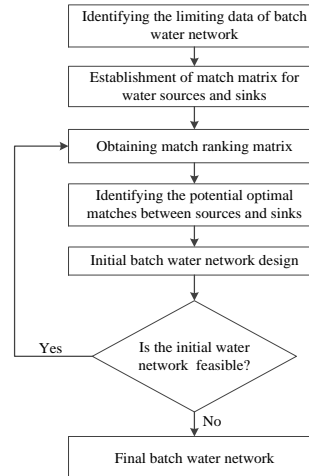 Identifying the limiting data of batch
water network
Establishment of match matrix for
water sources and sinks
Obtaining match ranking matrix
Identifying the potential optimal
matches between sources and sinks
Initial batch water network design
Is the initial water
network feasible?
Yes
No
Final batch water network